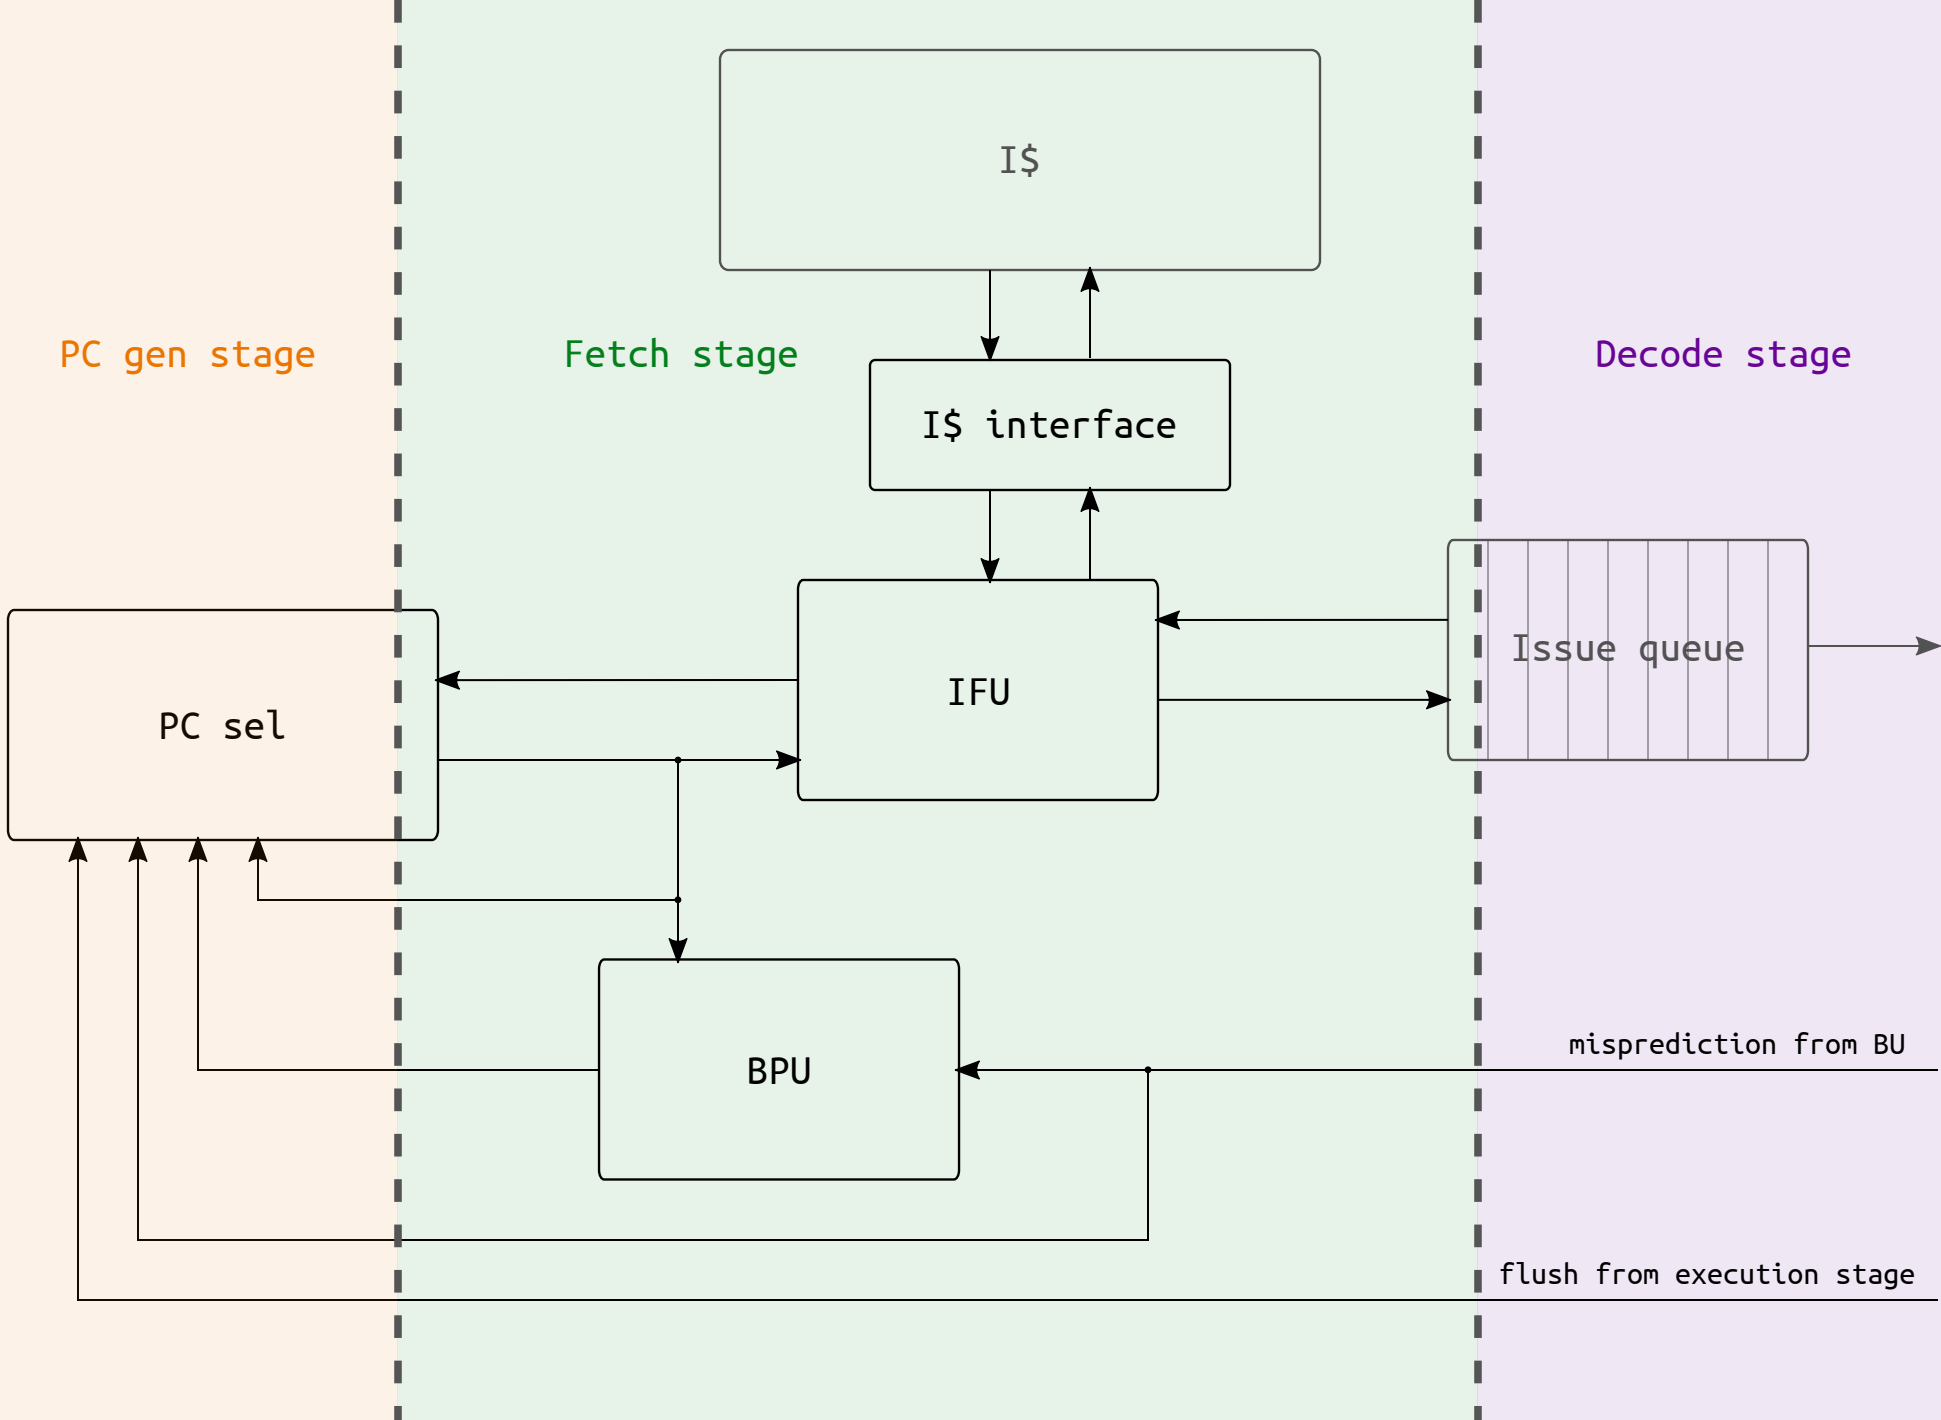 I$
PC gen stage
Fetch stage
Decode stage
I$ interface
Issue queue
IFU
PC sel
misprediction from BU
BPU
flush from execution stage